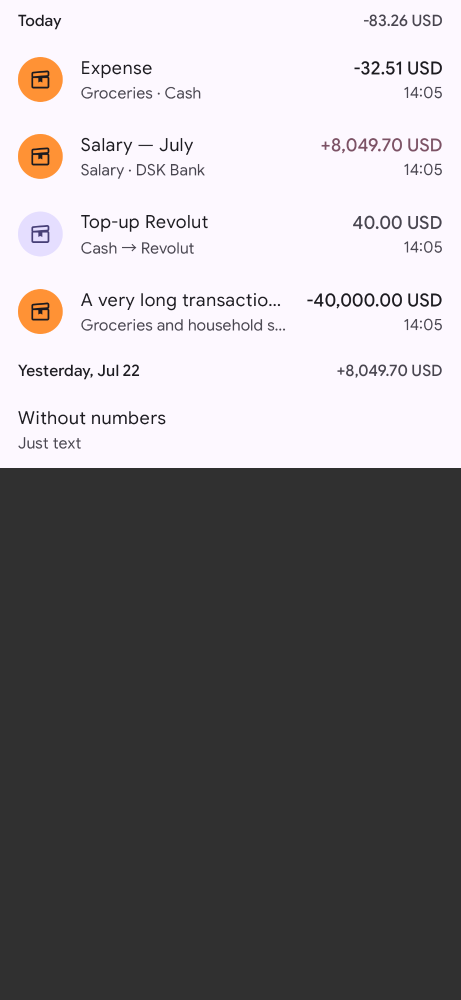 Today -83.26 USD
Expense -32.51 USD
Groceries · Cash 14:05
Salary — July +8,049.70 USD
Salary · DSK Bank 14:05
Top-up Revolut 40.00 USD
Cash → Revolut 14:05
A very long transactio... -40,000.00 USD
Groceries and household s... 14:05
Yesterday, Jul 22 +8,049.70 USD
Without numbers
Just text